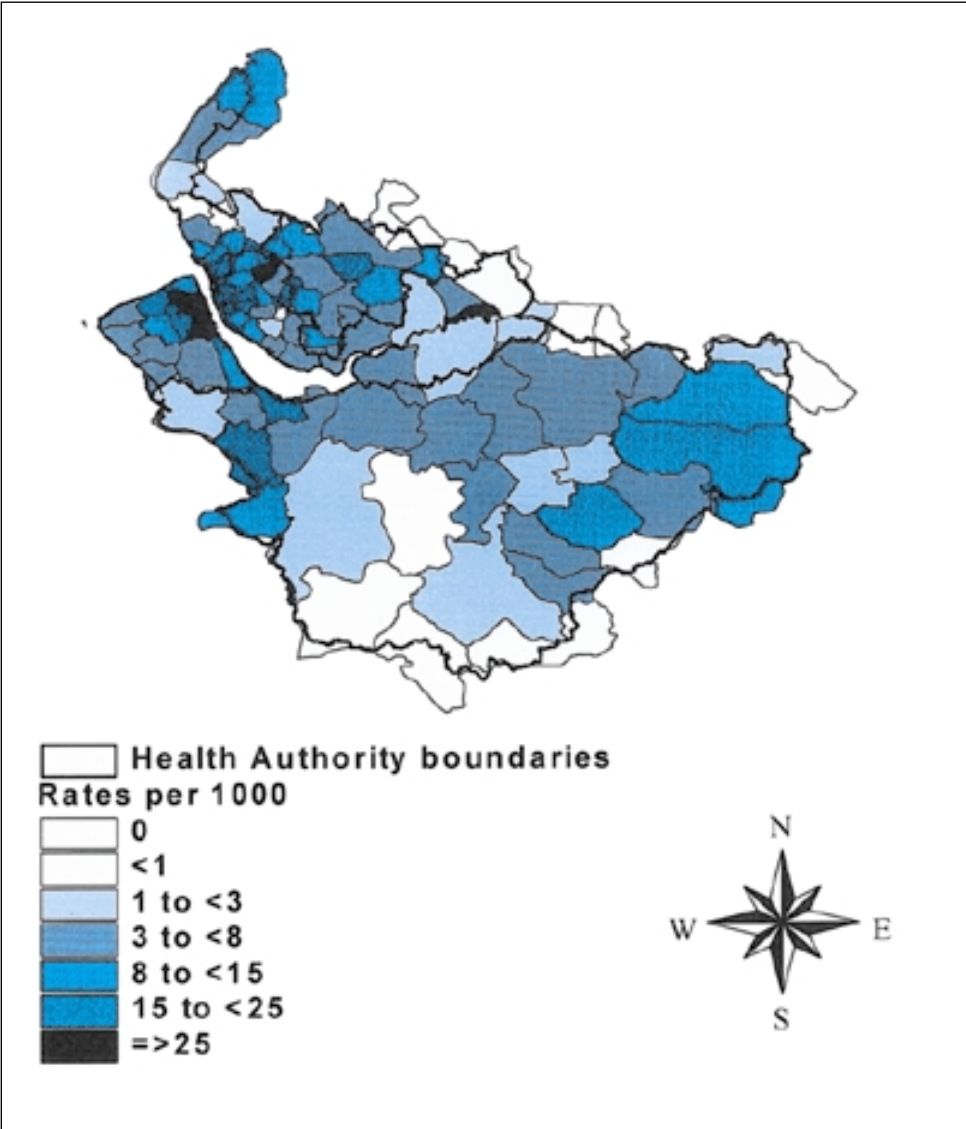 Health Authority boundaries
Rates per 1000
0
<1
1 to <3
3 to <8
8 to <15
15 to <25
=>25
N
W E
S